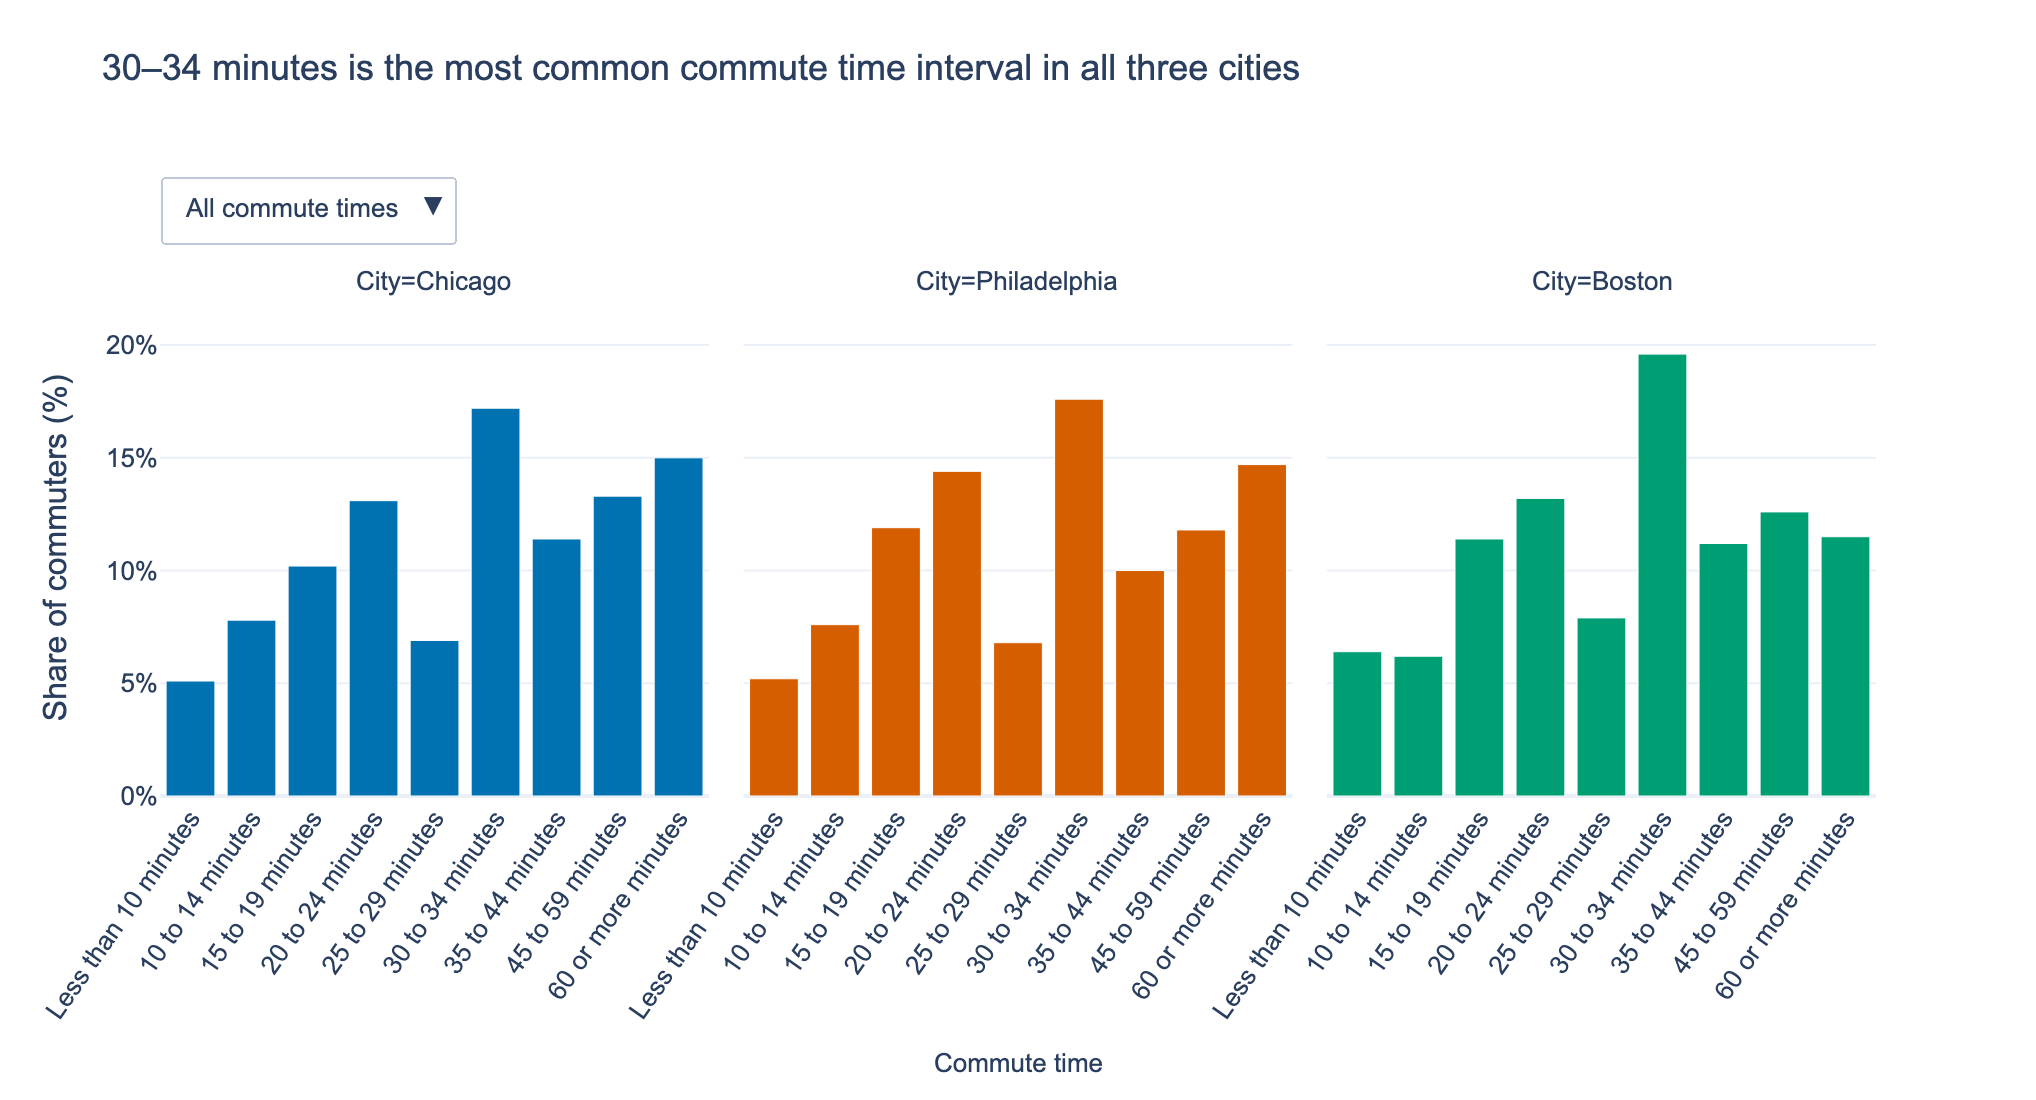 30–34 minutes is the most common commute time interval in all three cities
All commute times ▼
City=Chicago
City=Philadelphia
City=Boston
Share of commuters (%)
20%
15%
10%
5%
0%
Less than 10 minutes
10 to 14 minutes
15 to 19 minutes
20 to 24 minutes
25 to 29 minutes
30 to 34 minutes
35 to 44 minutes
45 to 59 minutes
60 or more minutes
Less than 10 minutes
10 to 14 minutes
15 to 19 minutes
20 to 24 minutes
25 to 29 minutes
30 to 34 minutes
35 to 44 minutes
45 to 59 minutes
60 or more minutes
Less than 10 minutes
10 to 14 minutes
15 to 19 minutes
20 to 24 minutes
25 to 29 minutes
30 to 34 minutes
35 to 44 minutes
45 to 59 minutes
60 or more minutes
Commute time